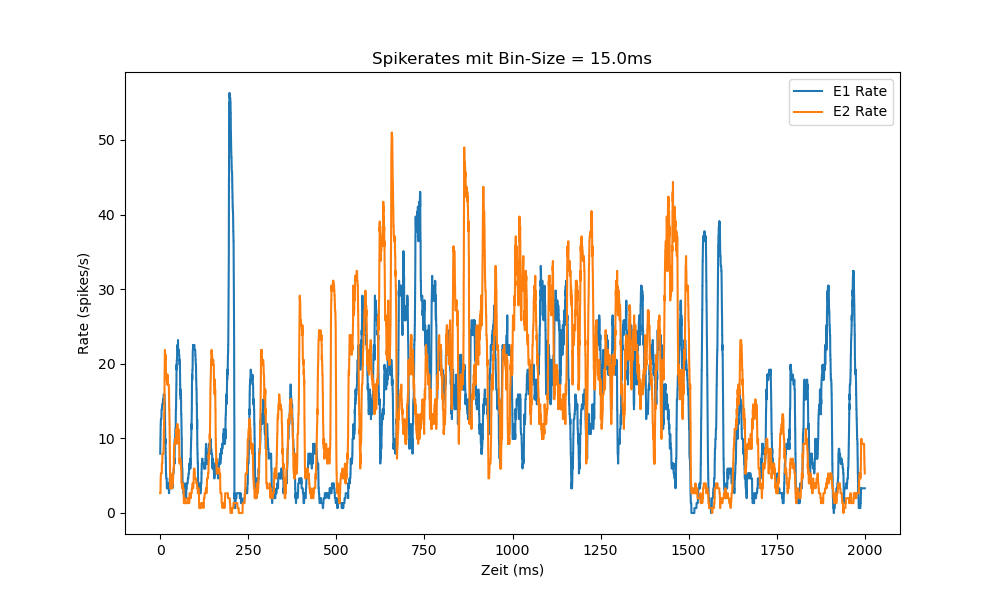 Spikerates mit Bin-Size = 15.0ms
E1 Rate
E2 Rate
Rate (spikes/s)
50
40
30
20
10
0
0 250 500 750 1000 1250 1500 1750 2000
Zeit (ms)